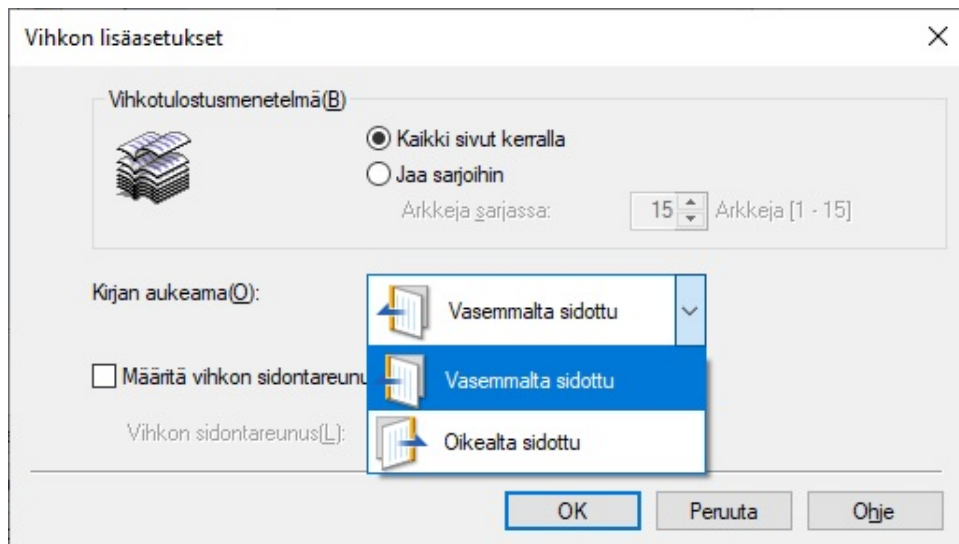 Vihkon lisäasetukset
Vihkotulostusmenetelmä(B)
Kaikki sivut kerralla
Jaa sarjoihin
Arkkeja sarjassa: 15 Arkkeja [1 - 15]
Kirjan aukeama(O): Vasemmalta sidottu
Määritä vihkon sidontareunu Vasemmalta sidottu
Vihkon sidontareunus(L): Oikealta sidottu
OK Peruuta Ohje